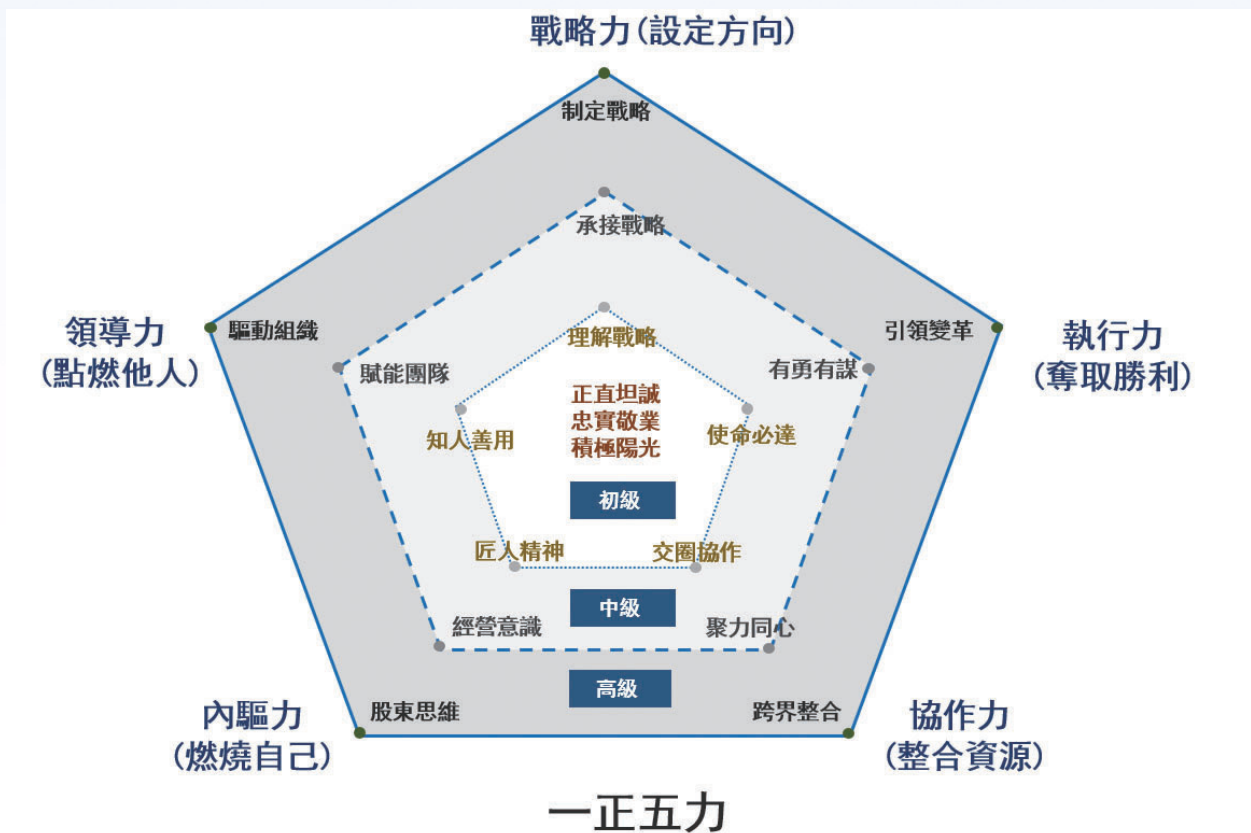 戰略力(設定方向)
制定戰略
承接戰略
領導力
(點燃他人)
驅動組織
賦能團隊
理解戰略
引領變革
有勇有謀
執行力
(奪取勝利)
正直坦誠
忠實敬業
積極陽光
知人善用
使命必達
初級
匠人精神
交圈協作
中級
經營意識
聚力同心
高級
股東思維
跨界整合
內驅力
(燃燒自己)
協作力
(整合資源)
一正五力